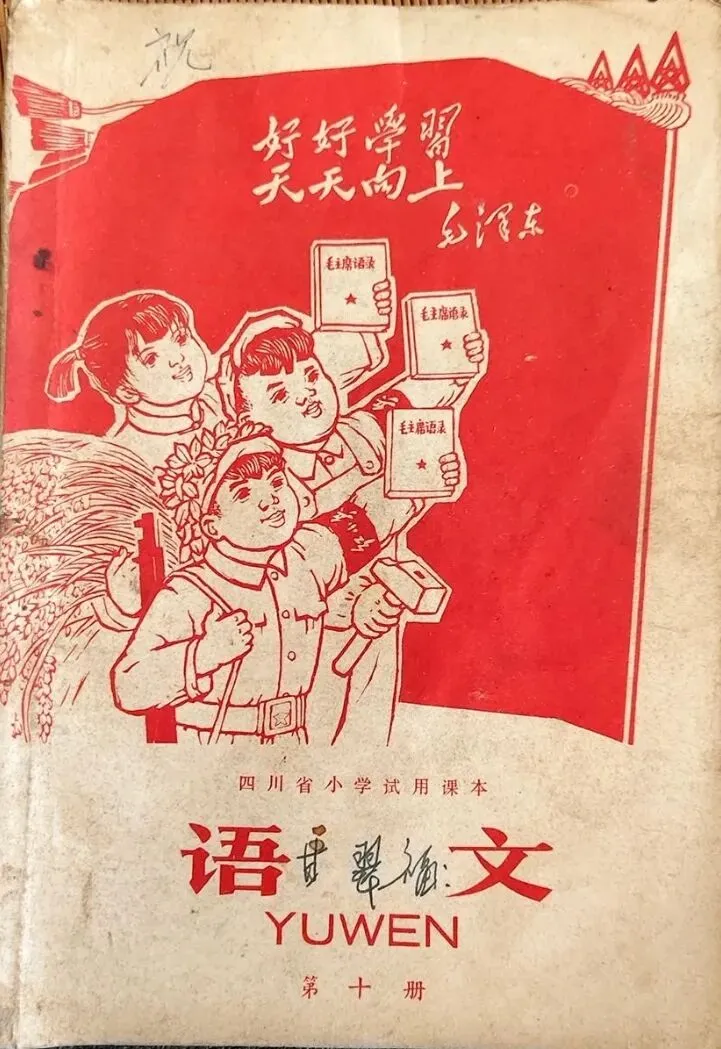 祝
好好學習
天天向上
毛泽东
毛主席语录
毛主席语录
毛主席语录
四川省小学试用课本
语文
YUWEN
第十册